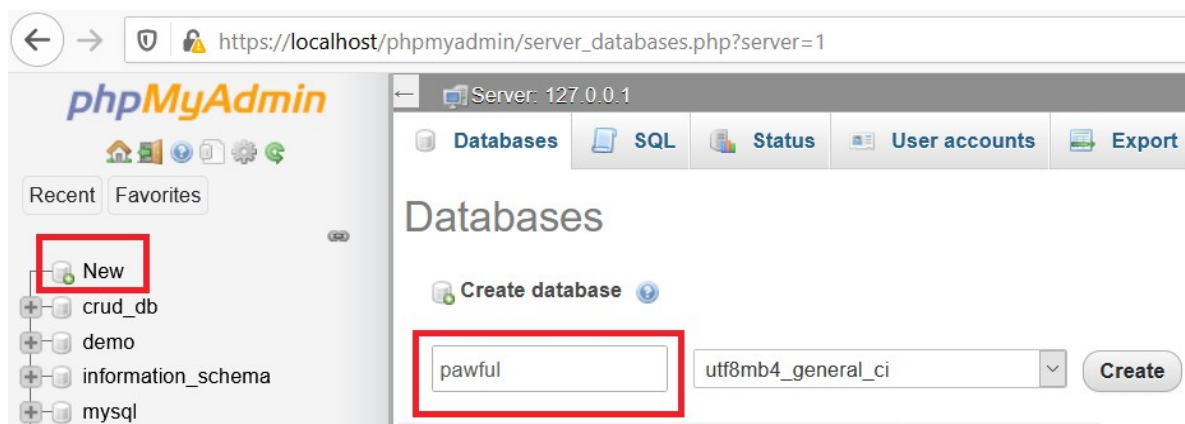 https://localhost/phpmyadmin/server_databases.php?server=1
phpMyAdmin
Recent Favorites
New
crud_db
demo
information_schema
mysql
Server: 127.0.0.1
Databases SQL Status User accounts Export
Databases
Create database
pawful utf8mb4_general_ci Create